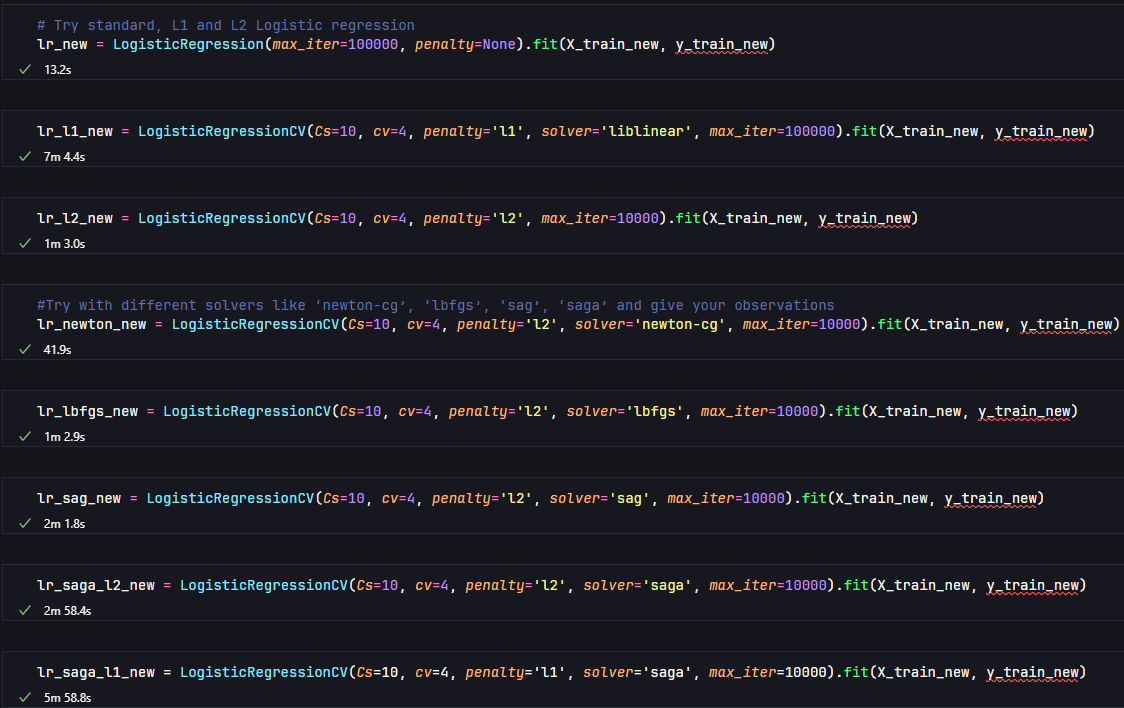 # Try standard, L1 and L2 Logistic regression
lr_new = LogisticRegression(max_iter=100000, penalty=None).fit(X_train_new, y_train_new)
13.2s
lr_l1_new = LogisticRegressionCV(Cs=10, cv=4, penalty='l1', solver='liblinear', max_iter=100000).fit(X_train_new, y_train_new)
7m 4.4s
lr_l2_new = LogisticRegressionCV(Cs=10, cv=4, penalty='l2', max_iter=10000).fit(X_train_new, y_train_new)
1m 3.0s
#Try with different solvers like ‘newton-cg’, ‘lbfgs’, ‘sag’, ‘saga’ and give your observations
lr_newton_new = LogisticRegressionCV(Cs=10, cv=4, penalty='l2', solver='newton-cg', max_iter=10000).fit(X_train_new, y_train_new)
41.9s
lr_lbfgs_new = LogisticRegressionCV(Cs=10, cv=4, penalty='l2', solver='lbfgs', max_iter=10000).fit(X_train_new, y_train_new)
1m 2.9s
lr_sag_new = LogisticRegressionCV(Cs=10, cv=4, penalty='l2', solver='sag', max_iter=10000).fit(X_train_new, y_train_new)
2m 1.8s
lr_saga_l2_new = LogisticRegressionCV(Cs=10, cv=4, penalty='l2', solver='saga', max_iter=10000).fit(X_train_new, y_train_new)
2m 58.4s
lr_saga_l1_new = LogisticRegressionCV(Cs=10, cv=4, penalty='l1', solver='saga', max_iter=10000).fit(X_train_new, y_train_new)
5m 58.8s